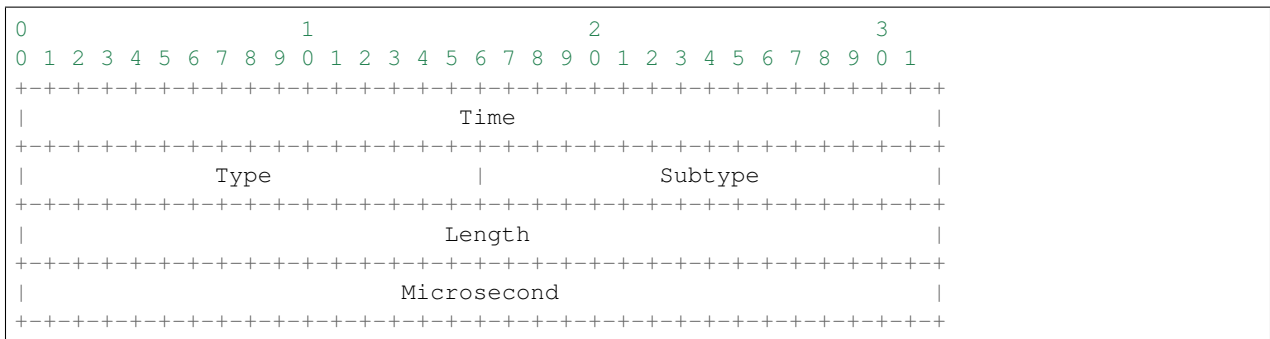 0                   1                   2                   3
0 1 2 3 4 5 6 7 8 9 0 1 2 3 4 5 6 7 8 9 0 1 2 3 4 5 6 7 8 9 0 1
+-+-+-+-+-+-+-+-+-+-+-+-+-+-+-+-+-+-+-+-+-+-+-+-+-+-+-+-+-+-+-+-+
|                              Time                             |
+-+-+-+-+-+-+-+-+-+-+-+-+-+-+-+-+-+-+-+-+-+-+-+-+-+-+-+-+-+-+-+-+
|             Type              |            Subtype            |
+-+-+-+-+-+-+-+-+-+-+-+-+-+-+-+-+-+-+-+-+-+-+-+-+-+-+-+-+-+-+-+-+
|                             Length                            |
+-+-+-+-+-+-+-+-+-+-+-+-+-+-+-+-+-+-+-+-+-+-+-+-+-+-+-+-+-+-+-+-+
|                          Microsecond                          |
+-+-+-+-+-+-+-+-+-+-+-+-+-+-+-+-+-+-+-+-+-+-+-+-+-+-+-+-+-+-+-+-+